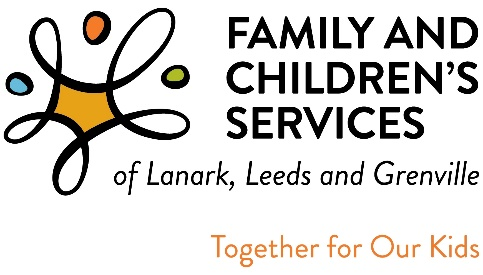 FAMILY AND
CHILDREN'S
SERVICES
of Lanark, Leeds and Grenville
Together for Our Kids